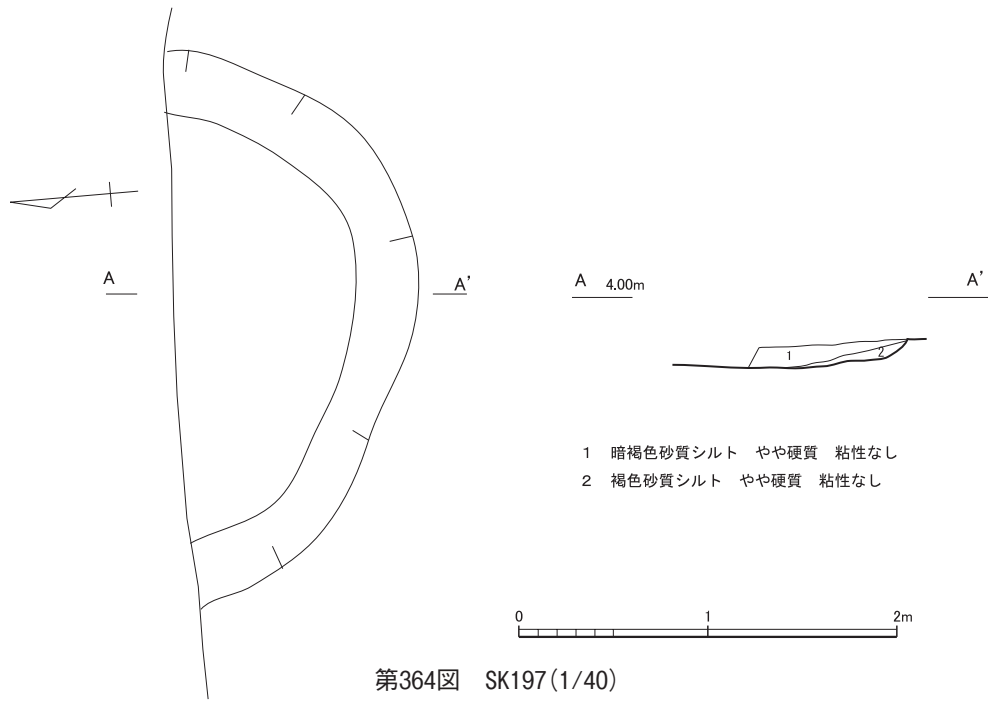 A A’
A 4.00m A’
1 2
1 暗褐色砂質シルト やや硬質 粘性なし
2 褐色砂質シルト やや硬質 粘性なし
0 1 2m
第364図 SK197(1/40)